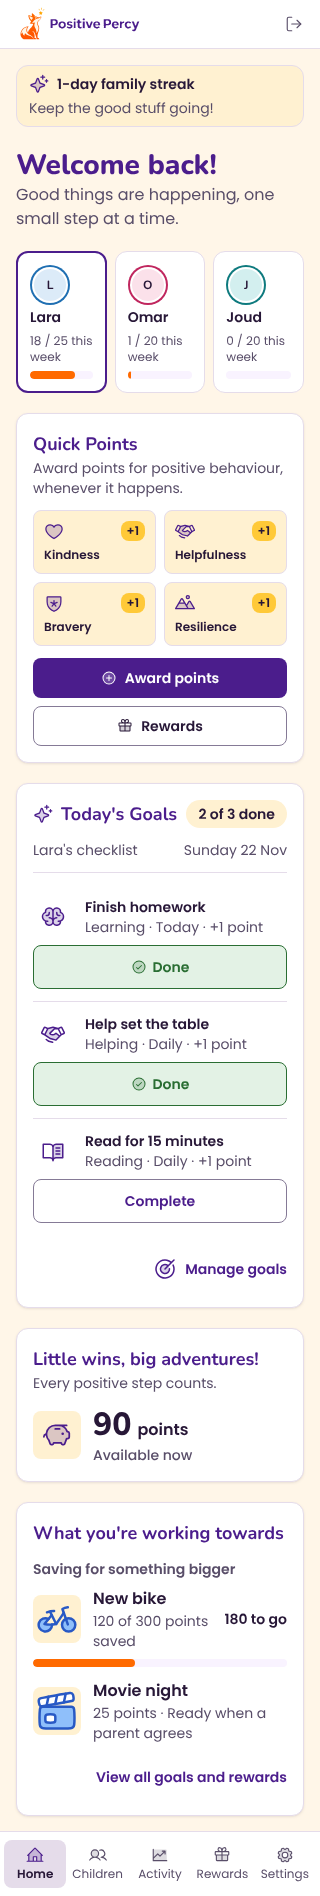 Positive Percy
1-day family streak
Keep the good stuff going!
Welcome back!
Good things are happening, one
small step at a time.
L
Lara
18 / 25 this
week
O
Omar
1 / 20 this
week
J
Joud
0 / 20 this
week
Quick Points
Award points for positive behaviour,
whenever it happens.
+1
Kindness
+1
Helpfulness
+1
Bravery
+1
Resilience
Award points
Rewards
Today's Goals
2 of 3 done
Lara's checklist
Sunday 22 Nov
Finish homework
Learning · Today · +1 point
Done
Help set the table
Helping · Daily · +1 point
Done
Read for 15 minutes
Reading · Daily · +1 point
Complete
Manage goals
Little wins, big adventures!
Every positive step counts.
90 points
Available now
What you're working towards
Saving for something bigger
New bike
120 of 300 points
saved
180 to go
Movie night
25 points · Ready when a
parent agrees
View all goals and rewards
Home
Children
Activity
Rewards
Settings